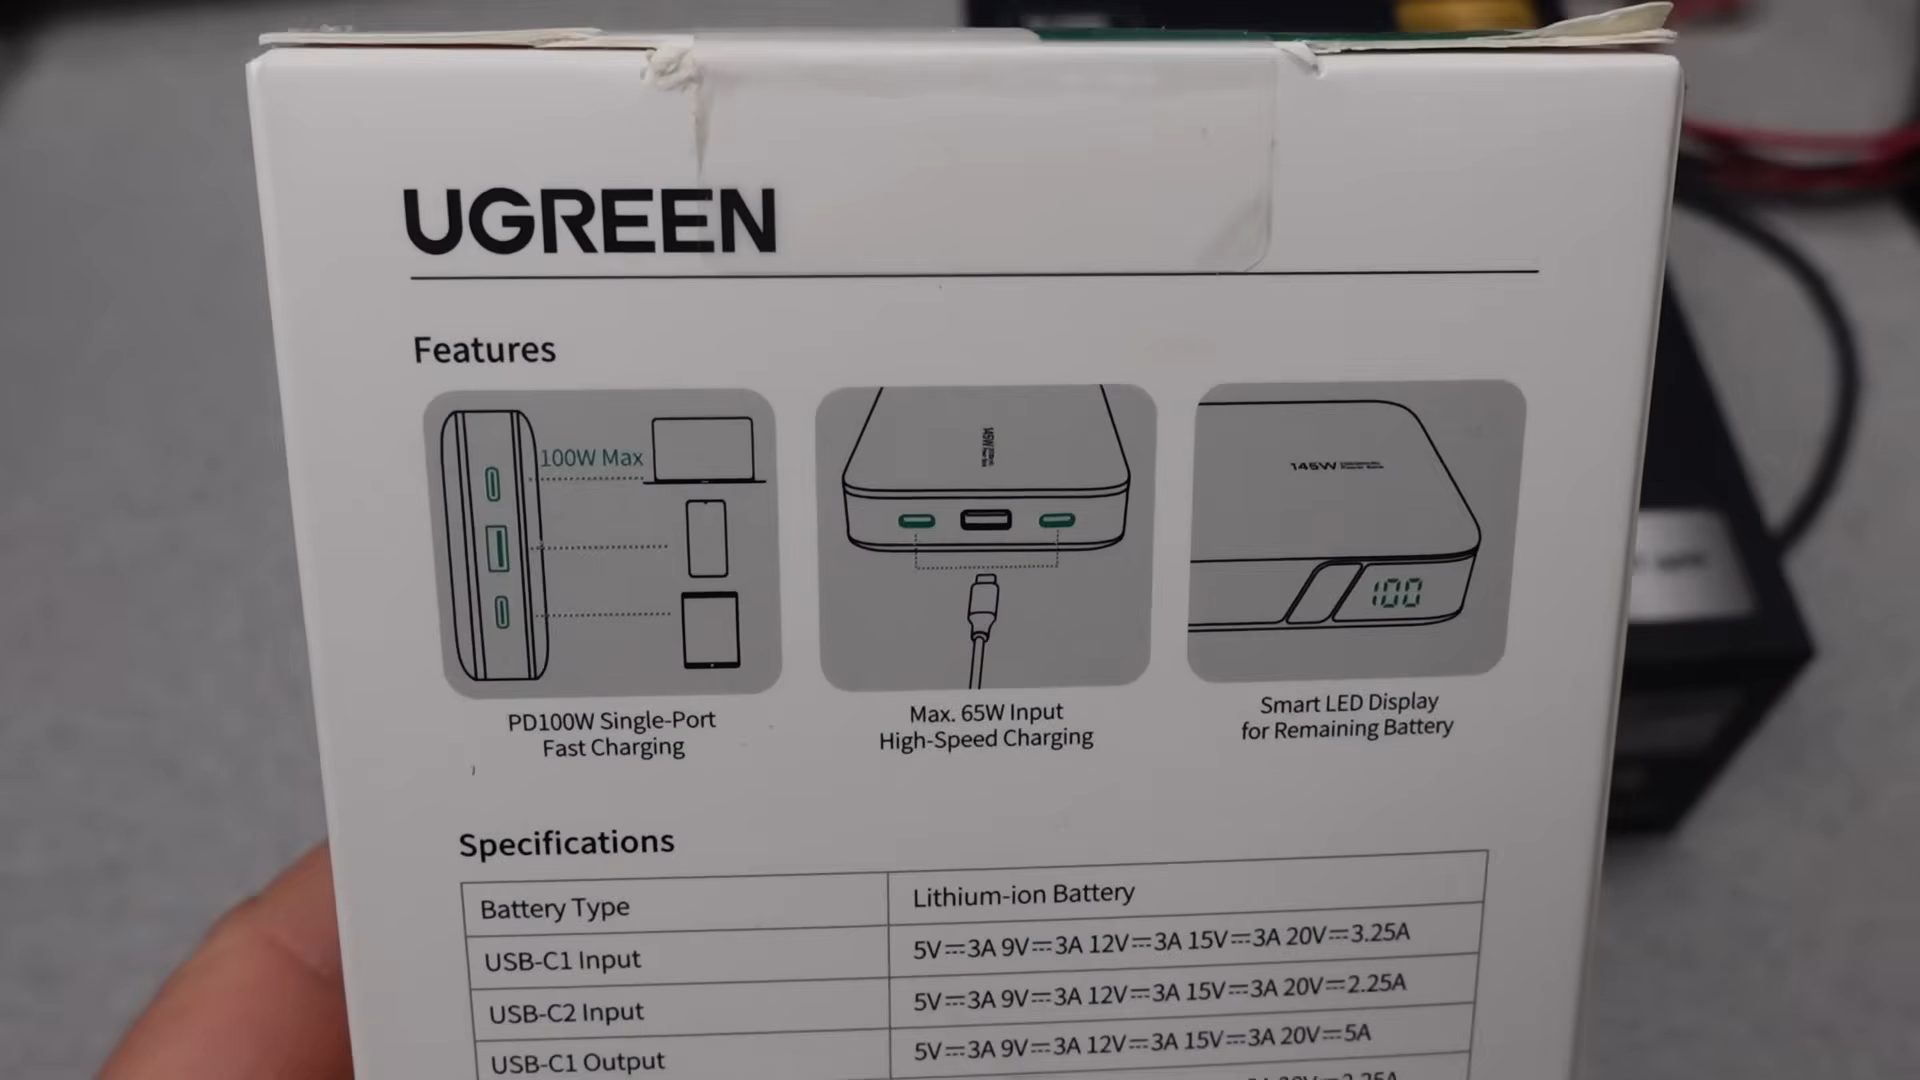 UGREEN
Features
100W Max
145W
145W
100
PD100W Single-Port
Fast Charging
Max. 65W Input
High-Speed Charging
Smart LED Display
for Remaining Battery
Specifications
Battery Type Lithium-ion Battery
USB-C1 Input 5V⎓3A 9V⎓3A 12V⎓3A 15V⎓3A 20V⎓3.25A
USB-C2 Input 5V⎓3A 9V⎓3A 12V⎓3A 15V⎓3A 20V⎓2.25A
USB-C1 Output 5V⎓3A 9V⎓3A 12V⎓3A 15V⎓3A 20V⎓5A